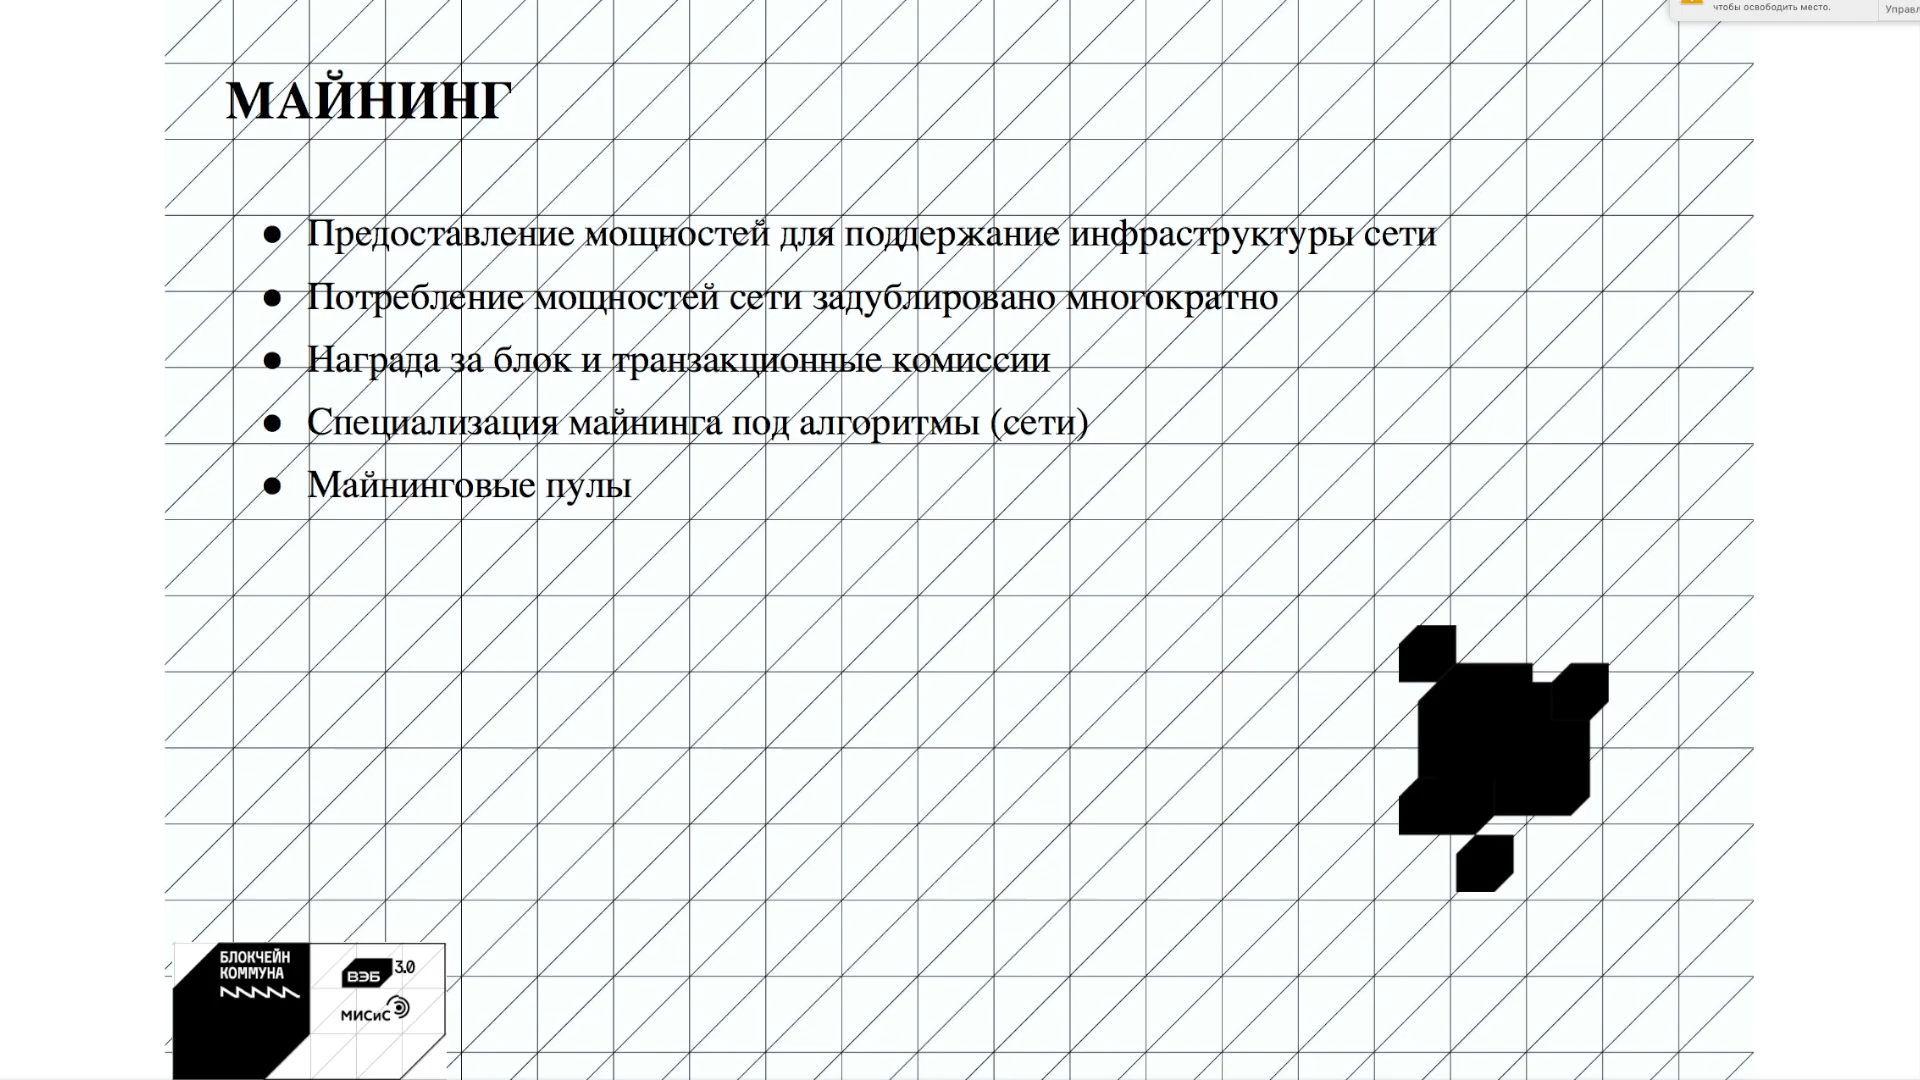 чтобы освободить место.
МАЙНИНГ
● Предоставление мощностей для поддержание инфраструктуры сети
● Потребление мощностей сети задублировано многократно
● Награда за блок и транзакционные комиссии
● Специализация майнинга под алгоритмы (сети)
● Майнинговые пулы
БЛОКЧЕЙН
КОММУНА
ВЭБ 3.0
МИСиС